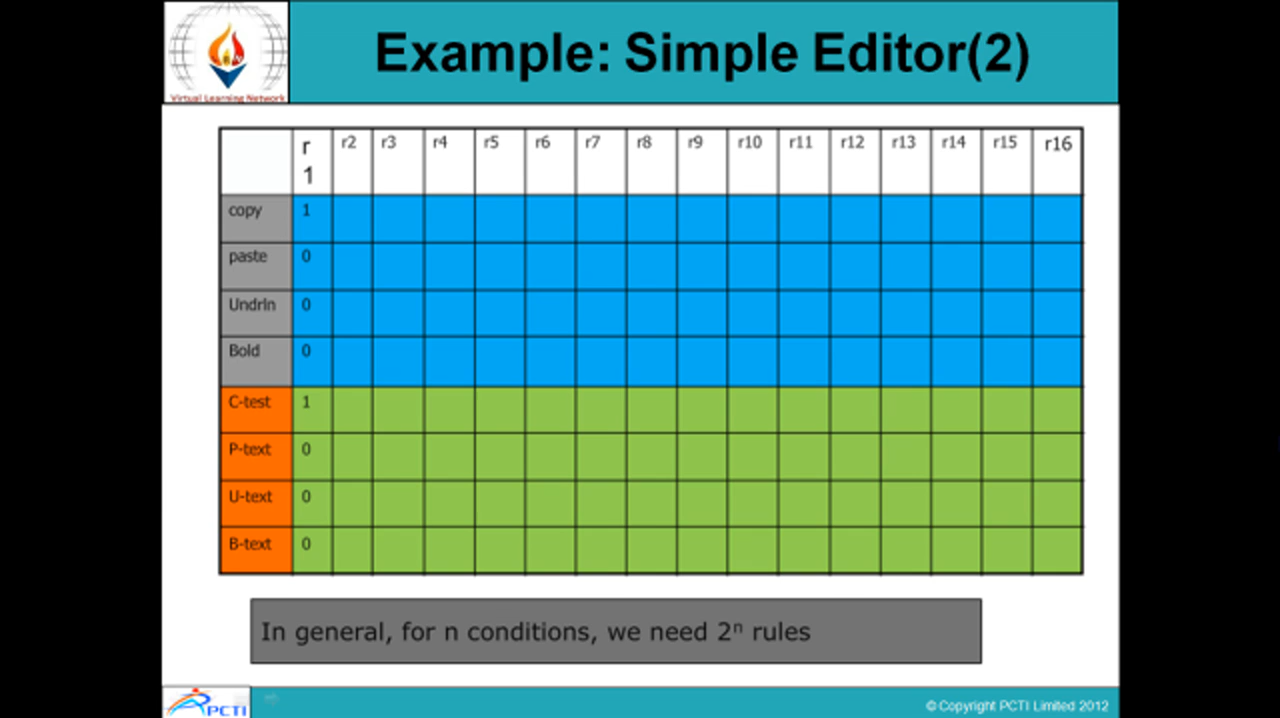 Example: Simple Editor(2)
Virtual Learning Network
r1 r2 r3 r4 r5 r6 r7 r8 r9 r10 r11 r12 r13 r14 r15 r16
copy 1
paste 0
Undrln 0
Bold 0
C-test 1
P-text 0
U-text 0
B-text 0
In general, for n conditions, we need 2ⁿ rules
PCTI
© Copyright PCTI Limited 2012